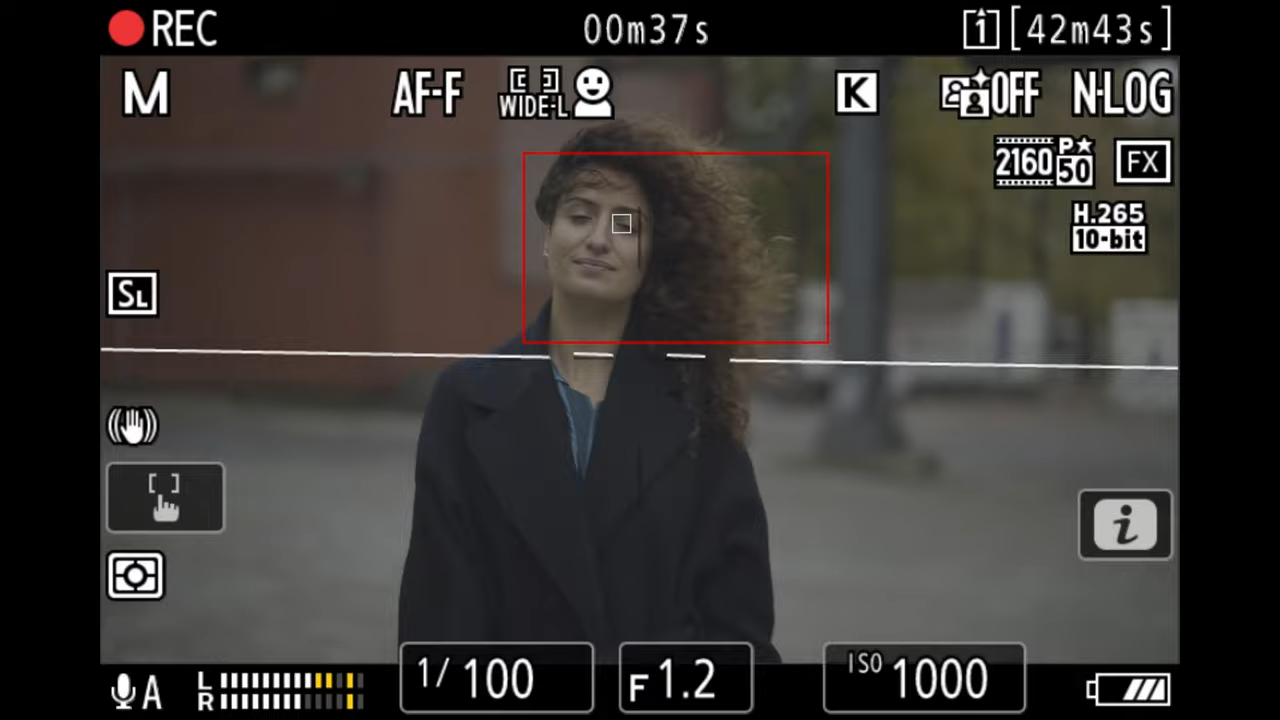 REC 00m37s 1 [42m43s]
M AF-F WIDE-L K OFF N-LOG
2160 P★ 50 FX
H.265
10-bit
SL
i
A L R 1/100 F1.2 ISO 1000